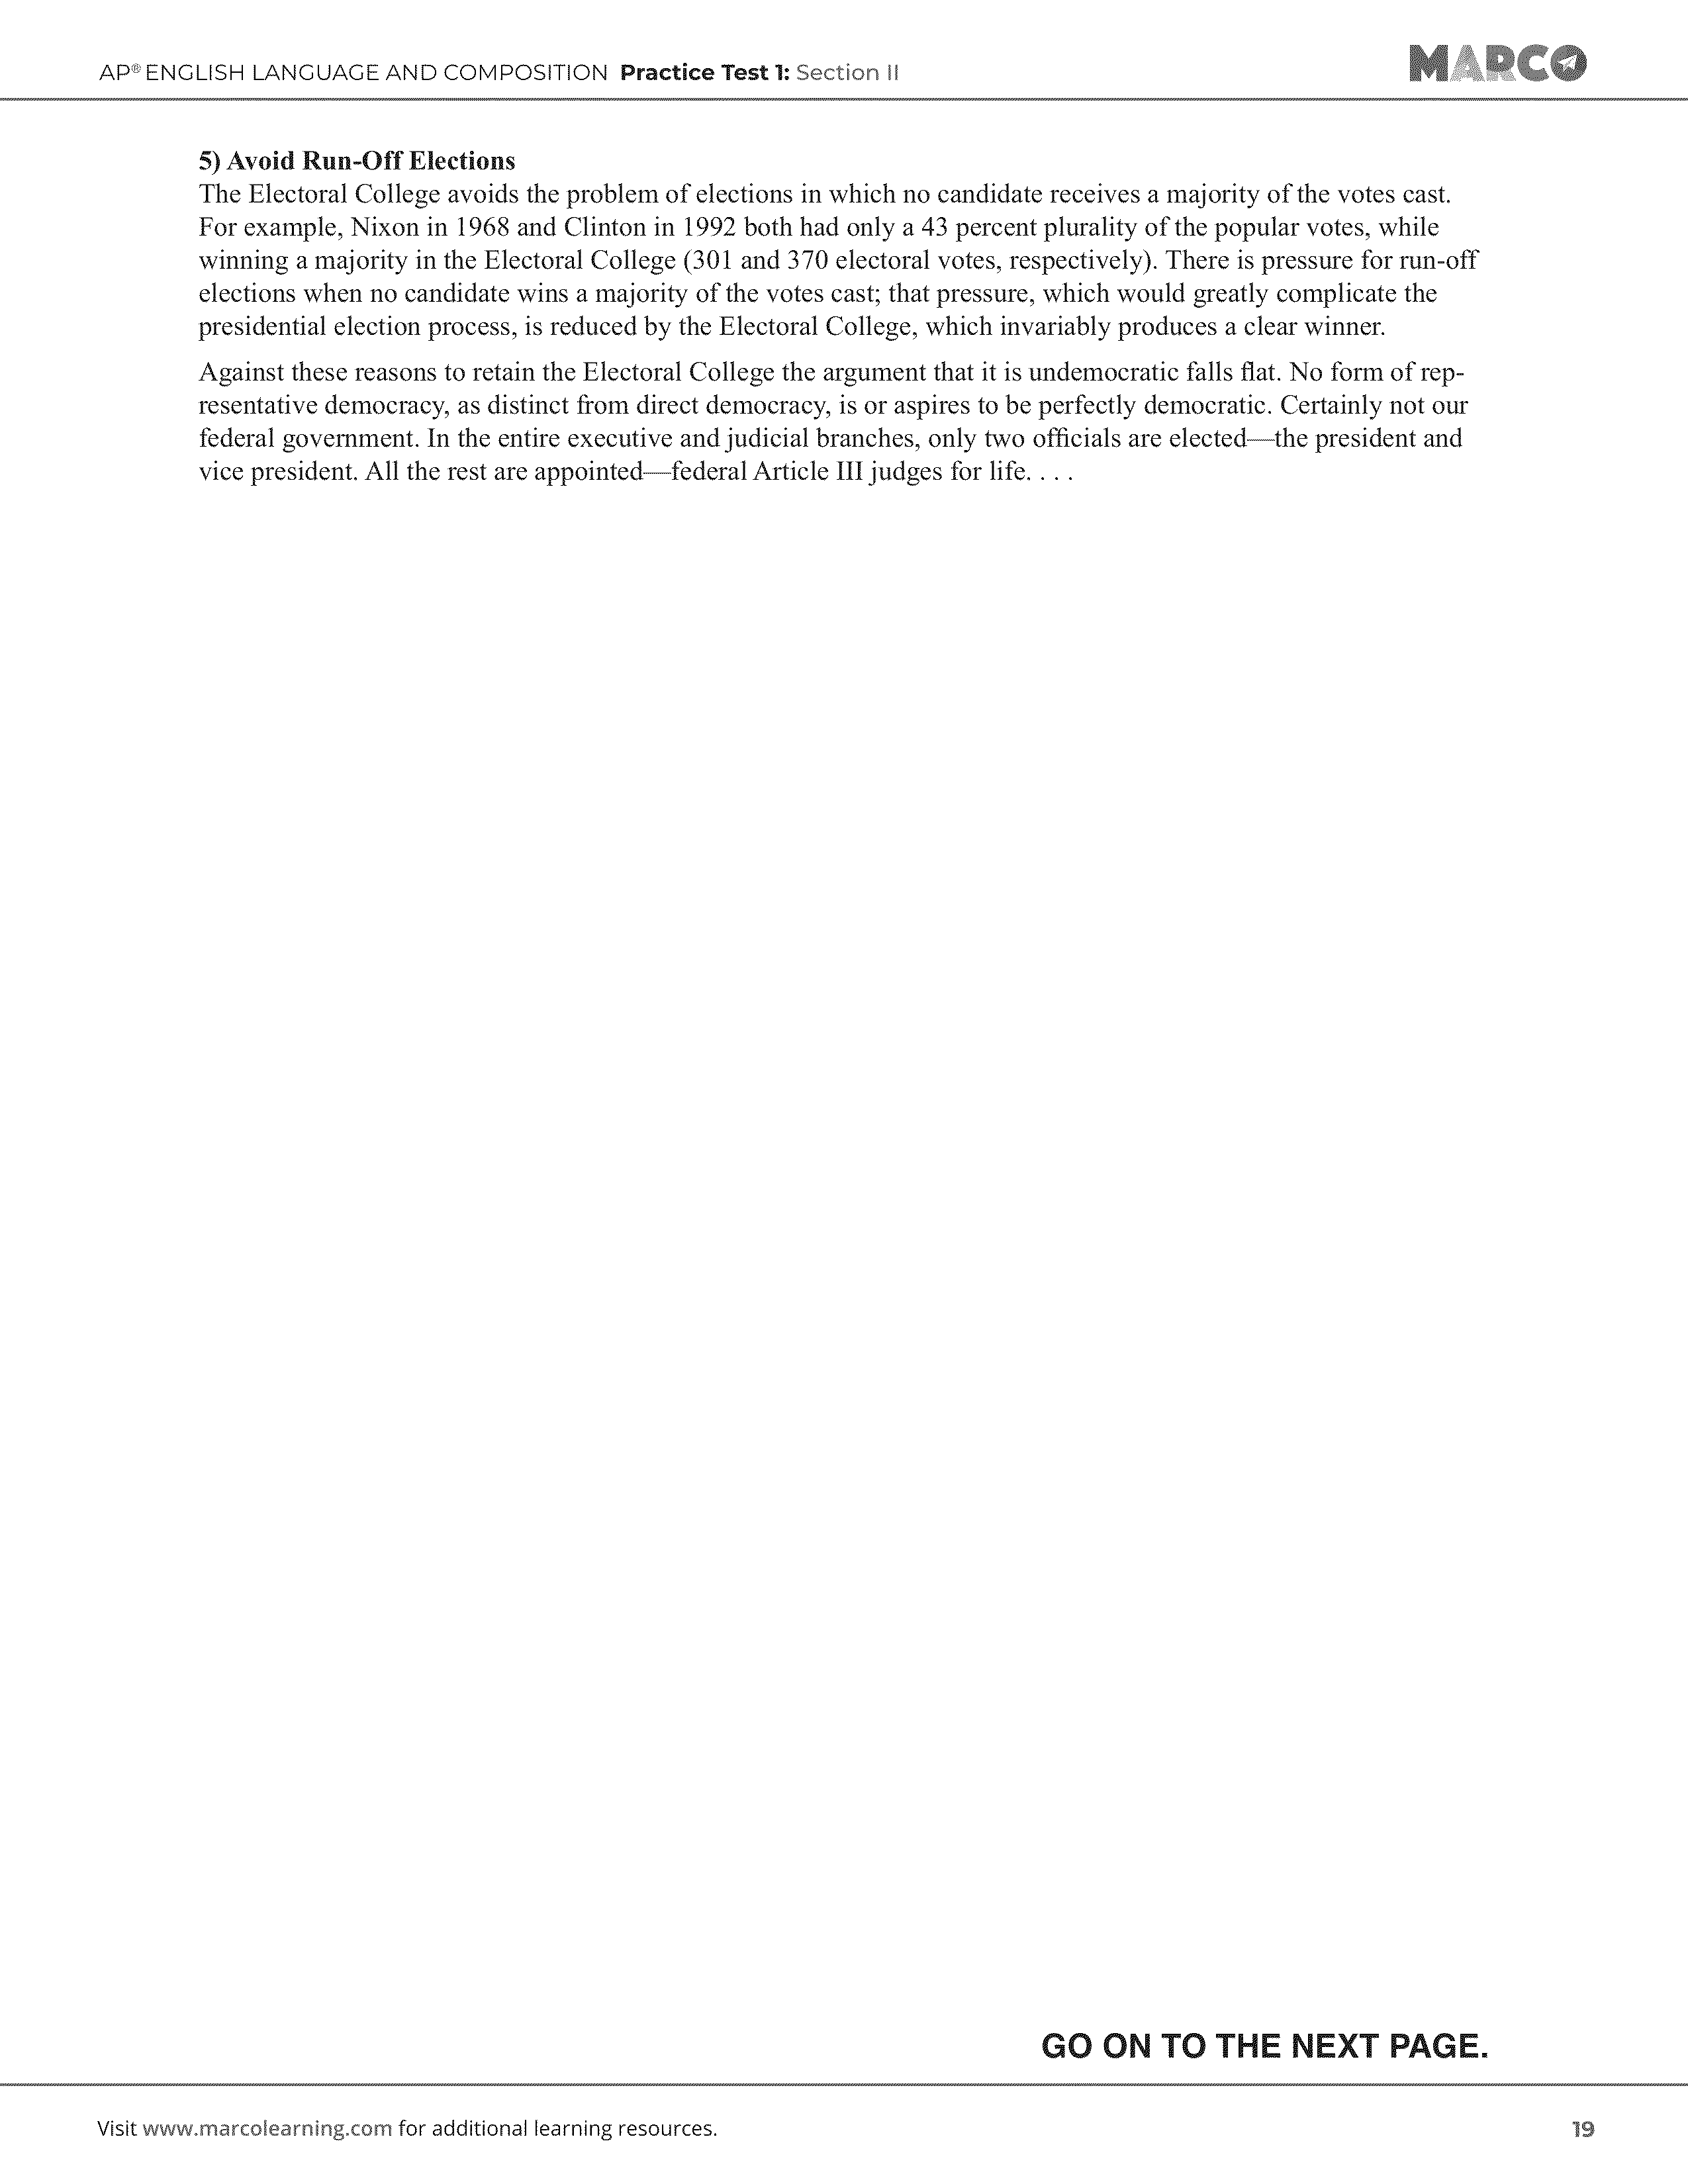 AP® ENGLISH LANGUAGE AND COMPOSITION Practice Test 1: Section II
MARCO
5) Avoid Run-Off Elections
The Electoral College avoids the problem of elections in which no candidate receives a majority of the votes cast.
For example, Nixon in 1968 and Clinton in 1992 both had only a 43 percent plurality of the popular votes, while
winning a majority in the Electoral College (301 and 370 electoral votes, respectively). There is pressure for run-off
elections when no candidate wins a majority of the votes cast; that pressure, which would greatly complicate the
presidential election process, is reduced by the Electoral College, which invariably produces a clear winner.
Against these reasons to retain the Electoral College the argument that it is undemocratic falls flat. No form of rep-
resentative democracy, as distinct from direct democracy, is or aspires to be perfectly democratic. Certainly not our
federal government. In the entire executive and judicial branches, only two officials are elected—the president and
vice president. All the rest are appointed—federal Article III judges for life. . . .
GO ON TO THE NEXT PAGE.
Visit www.marcolearning.com for additional learning resources.
19